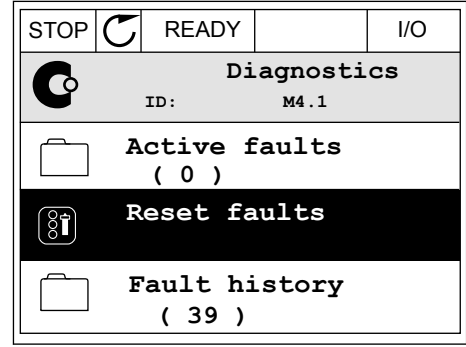 STOP READY I/O
Diagnostics
ID: M4.1
Active faults
( 0 )
Reset faults
Fault history
( 39 )